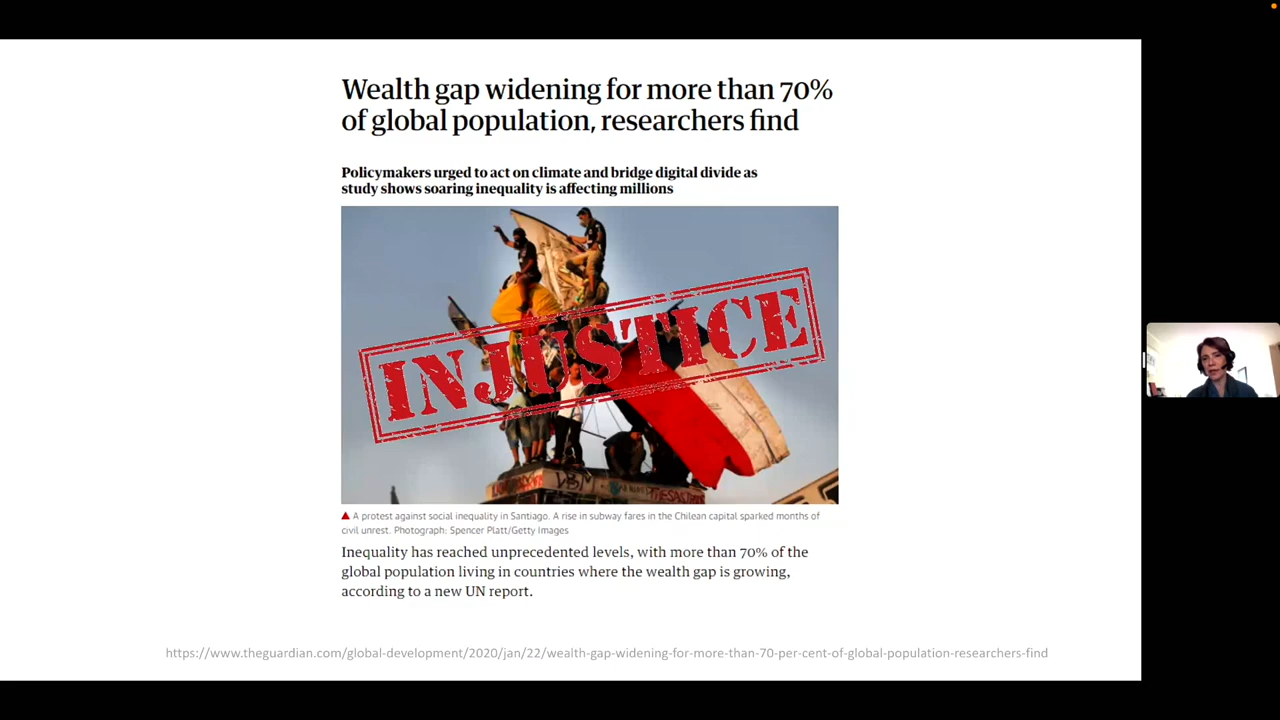 Wealth gap widening for more than 70%
of global population, researchers find
Policymakers urged to act on climate and bridge digital divide as
study shows soaring inequality is affecting millions
INJUSTICE
▲ A protest against social inequality in Santiago. A rise in subway fares in the Chilean capital sparked months of
civil unrest. Photograph: Spencer Platt/Getty Images
Inequality has reached unprecedented levels, with more than 70% of the
global population living in countries where the wealth gap is growing,
according to a new UN report.
https://www.theguardian.com/global-development/2020/jan/22/wealth-gap-widening-for-more-than-70-per-cent-of-global-population-researchers-find